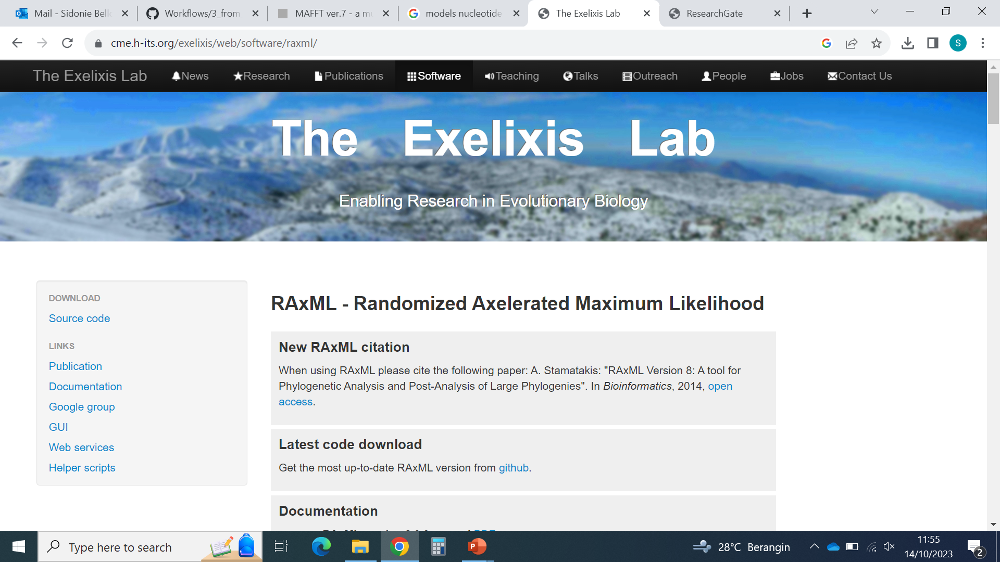 Mail - Sidonie Bell
Workflows/3_from_
MAFFT ver.7 - a mu
models nucleotide
The Exelixis Lab
ResearchGate
cme.h-its.org/exelixis/web/software/raxml/
S
The Exelixis Lab
News
Research
Publications
Software
Teaching
Talks
Outreach
People
Jobs
Contact Us
The Exelixis Lab
Enabling Research in Evolutionary Biology
DOWNLOAD
Source code
LINKS
Publication
Documentation
Google group
GUI
Web services
Helper scripts
RAxML - Randomized Axelerated Maximum Likelihood
New RAxML citation
When using RAxML please cite the following paper: A. Stamatakis: "RAxML Version 8: A tool for
Phylogenetic Analysis and Post-Analysis of Large Phylogenies". In Bioinformatics, 2014, open
access.
Latest code download
Get the most up-to-date RAxML version from github.
Documentation
Type here to search
P
28°C Berangin
11:55
14/10/2023
2